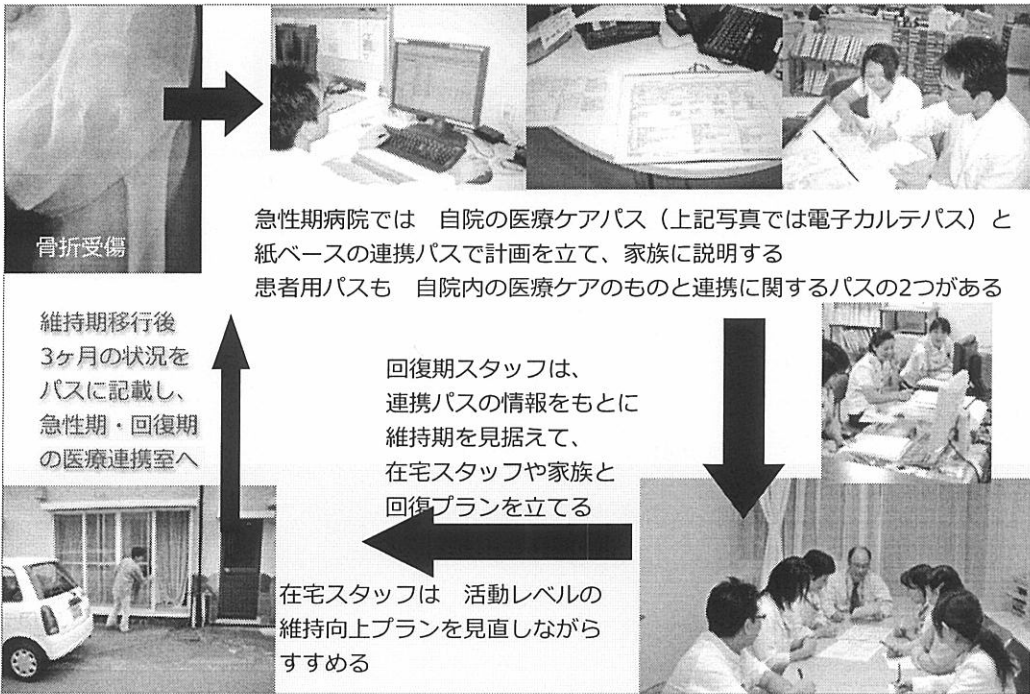 骨折受傷
急性期病院では 自院の医療ケアパス（上記写真では電子カルテパス）と
紙ベースの連携パスで計画を立て、家族に説明する
患者用パスも 自院内の医療ケアのものと連携に関するパスの2つがある
維持期移行後
3ヶ月の状況を
パスに記載し、
急性期・回復期
の医療連携室へ
回復期スタッフは、
連携パスの情報をもとに
維持期を見据えて、
在宅スタッフや家族と
回復プランを立てる
在宅スタッフは 活動レベルの
維持向上プランを見直しながら
すすめる